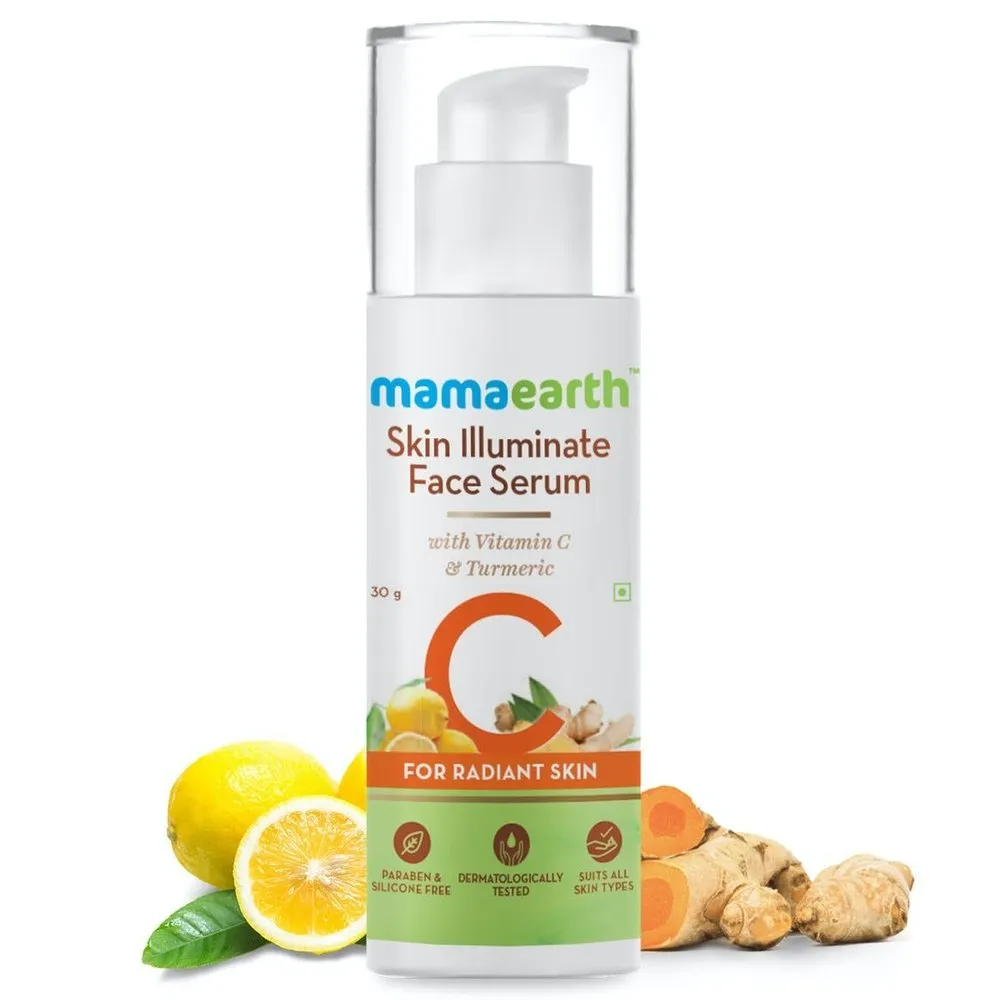 mamaearth™
Skin Illuminate
Face Serum
with Vitamin C
& Turmeric
30 g
C
FOR RADIANT SKIN
PARABEN &
SILICONE FREE
DERMATOLOGICALLY
TESTED
SUITS ALL
SKIN TYPES